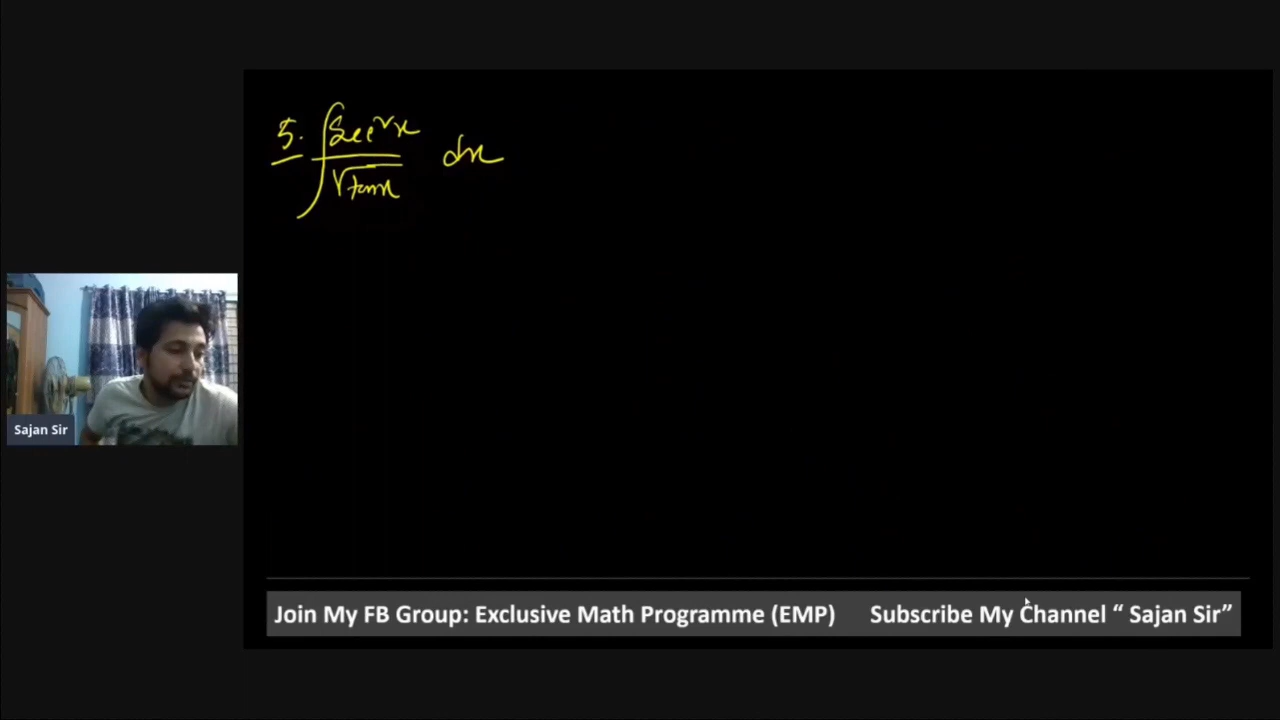 5. ∫ sec²x / √tanx dx
Sajan Sir
Join My FB Group: Exclusive Math Programme (EMP) Subscribe My Channel “ Sajan Sir”